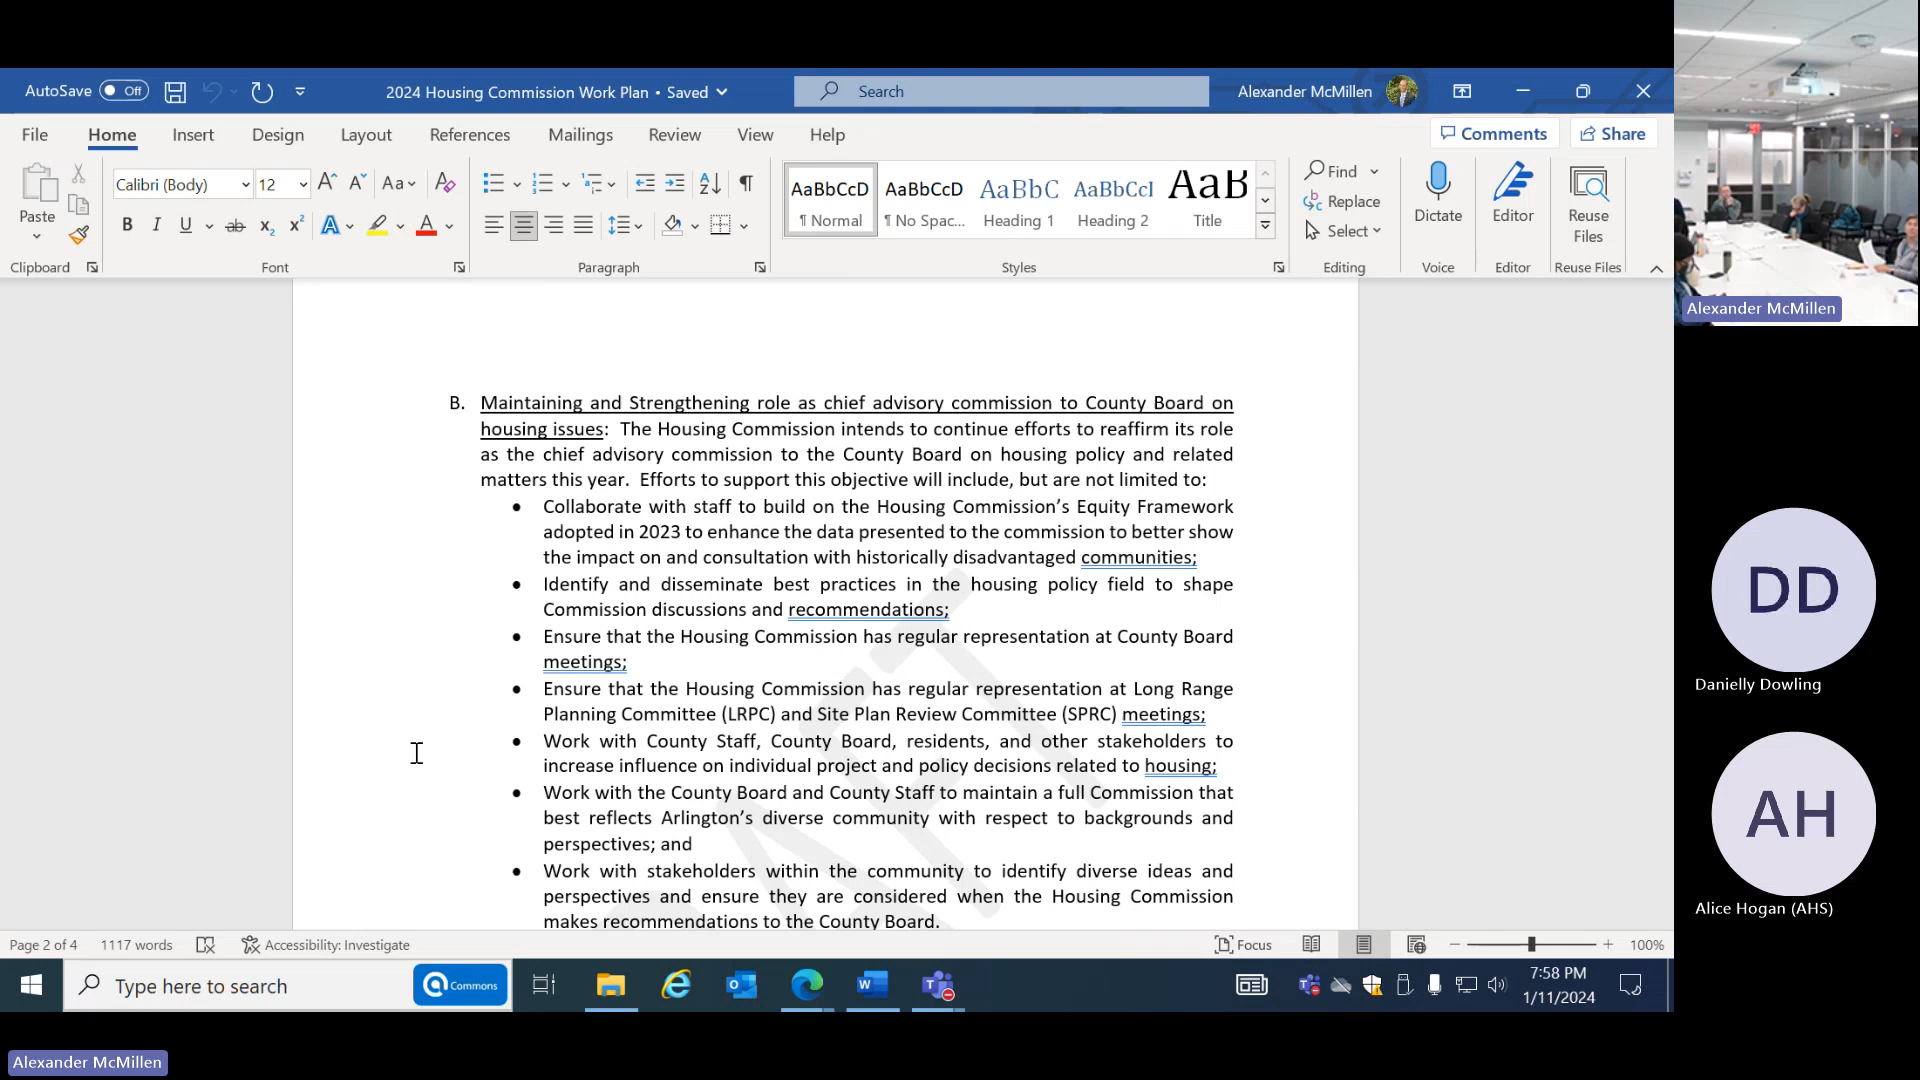 AutoSave Off 2024 Housing Commission Work Plan • Saved Search Alexander McMillen
File Home Insert Design Layout References Mailings Review View Help Comments Share
Calibri (Body) 12 Aa AaBbCcD AaBbCcD AaBbC AaBbCcI AaB Find
Paste Replace Dictate Editor Reuse Files
B I U ab x₂ x² A A ¶ Normal ¶ No Spac... Heading 1 Heading 2 Title Select
Clipboard Font Paragraph Styles Editing Voice Editor Reuse Files
Alexander McMillen
B. Maintaining and Strengthening role as chief advisory commission to County Board on
housing issues: The Housing Commission intends to continue efforts to reaffirm its role
as the chief advisory commission to the County Board on housing policy and related
matters this year. Efforts to support this objective will include, but are not limited to:
• Collaborate with staff to build on the Housing Commission's Equity Framework
adopted in 2023 to enhance the data presented to the commission to better show
the impact on and consultation with historically disadvantaged communities;
• Identify and disseminate best practices in the housing policy field to shape
Commission discussions and recommendations;
• Ensure that the Housing Commission has regular representation at County Board
meetings;
• Ensure that the Housing Commission has regular representation at Long Range
Planning Committee (LRPC) and Site Plan Review Committee (SPRC) meetings;
• Work with County Staff, County Board, residents, and other stakeholders to
increase influence on individual project and policy decisions related to housing;
• Work with the County Board and County Staff to maintain a full Commission that
best reflects Arlington's diverse community with respect to backgrounds and
perspectives; and
• Work with stakeholders within the community to identify diverse ideas and
perspectives and ensure they are considered when the Housing Commission
makes recommendations to the County Board.
DD
Danielly Dowling
AH
Alice Hogan (AHS)
Page 2 of 4 1117 words Accessibility: Investigate Focus 100%
Type here to search Commons 7:58 PM
1/11/2024
Alexander McMillen